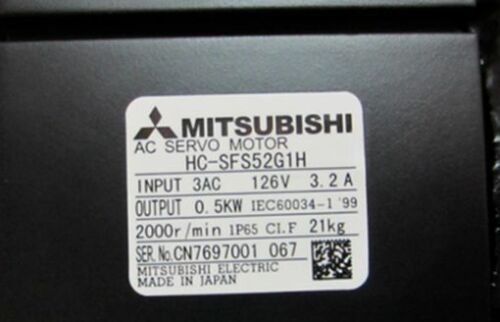 MITSUBISHI
AC SERVO MOTOR
HC-SFS52G1H
INPUT 3AC 126V 3.2A
OUTPUT 0.5KW IEC60034-1 '99
2000r/min IP65 CI.F 21kg
SER.No.CN7697001 067
MITSUBISHI ELECTRIC
MADE IN JAPAN